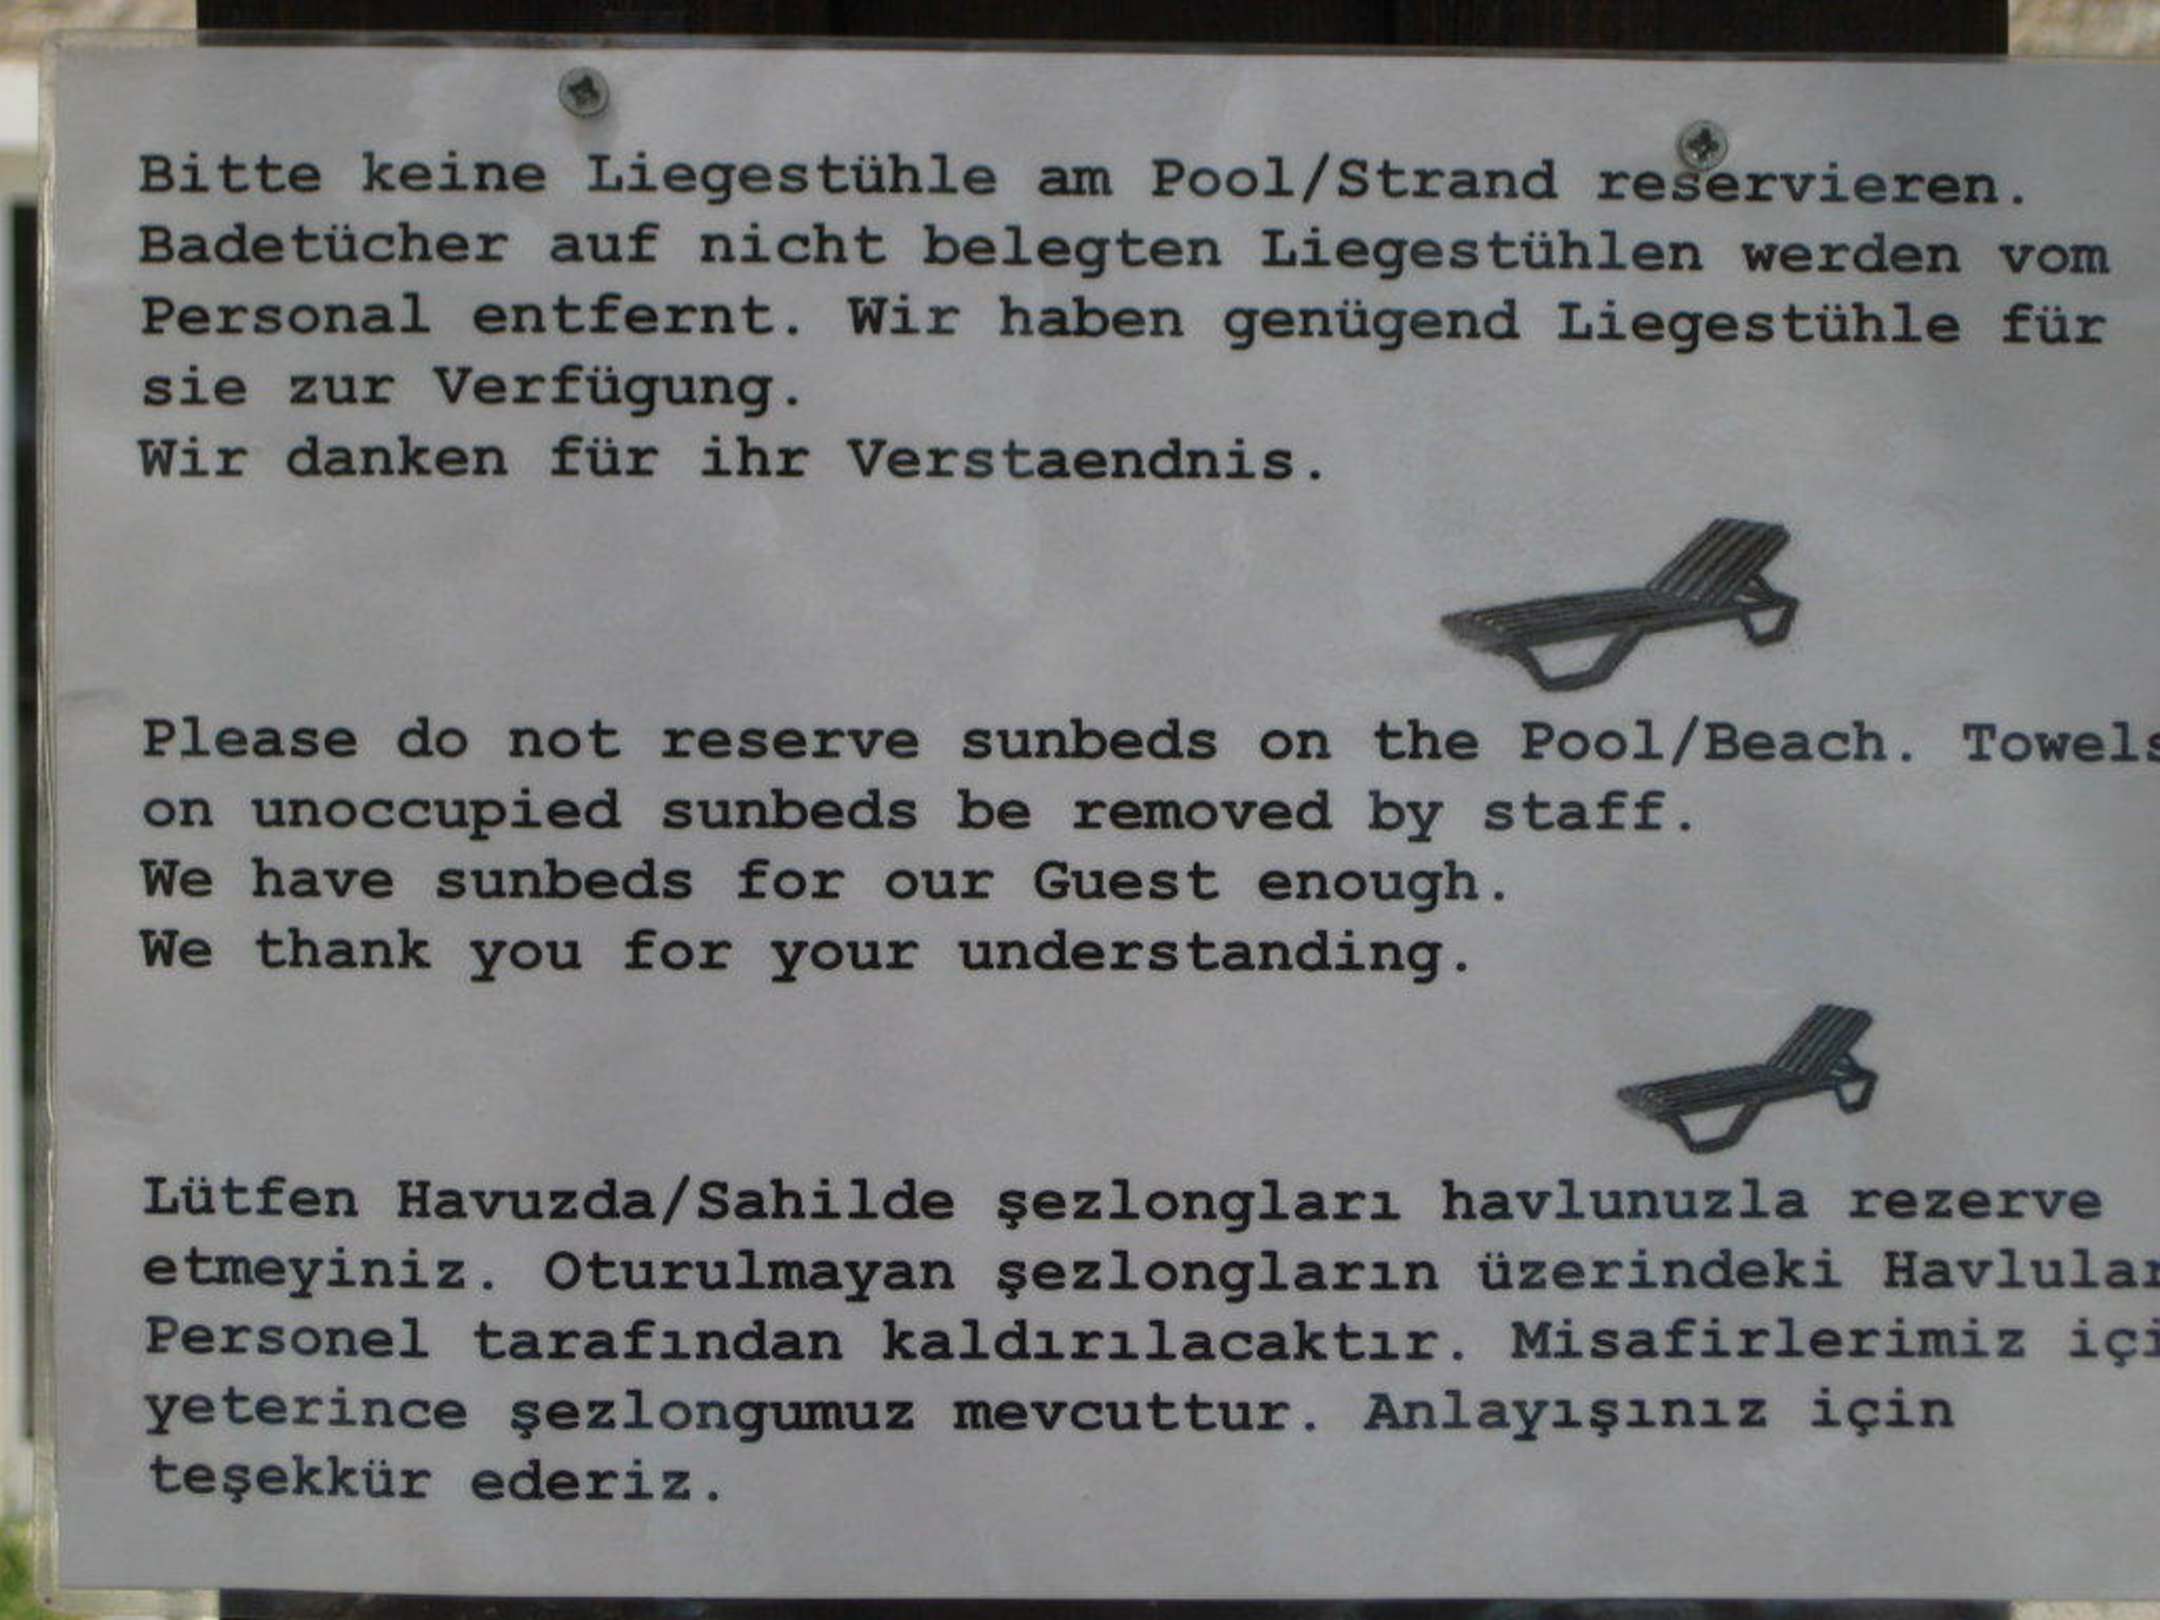 Bitte keine Liegestühle am Pool/Strand reservieren.
Badetücher auf nicht belegten Liegestühlen werden vom
Personal entfernt. Wir haben genügend Liegestühle für
sie zur Verfügung.
Wir danken für ihr Verstaendnis.
Please do not reserve sunbeds on the Pool/Beach. Towels
on unoccupied sunbeds be removed by staff.
We have sunbeds for our Guest enough.
We thank you for your understanding.
Lütfen Havuzda/Sahilde şezlongları havlunuzla rezerve
etmeyiniz. Oturulmayan şezlongların üzerindeki Havlular
Personel tarafından kaldırılacaktır. Misafirlerimiz içi
yeterince şezlongumuz mevcuttur. Anlayışınız için
teşekkür ederiz.